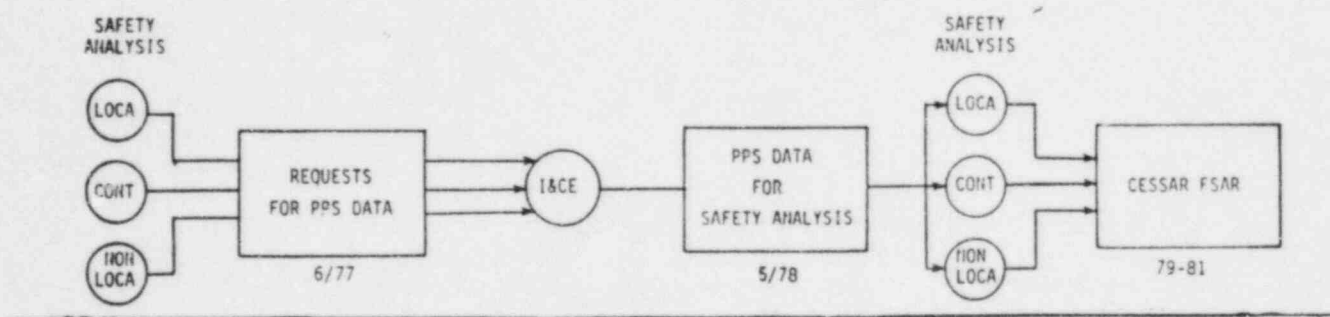 SAFETY
ANALYSIS
LOCA
CONT
NON
LOCA
REQUESTS
FOR PPS DATA
6/77
I&CE
PPS DATA
FOR
SAFETY ANALYSIS
5/78
SAFETY
ANALYSIS
LOCA
CONT
NON
LOCA
CESSAR FSAR
79-81